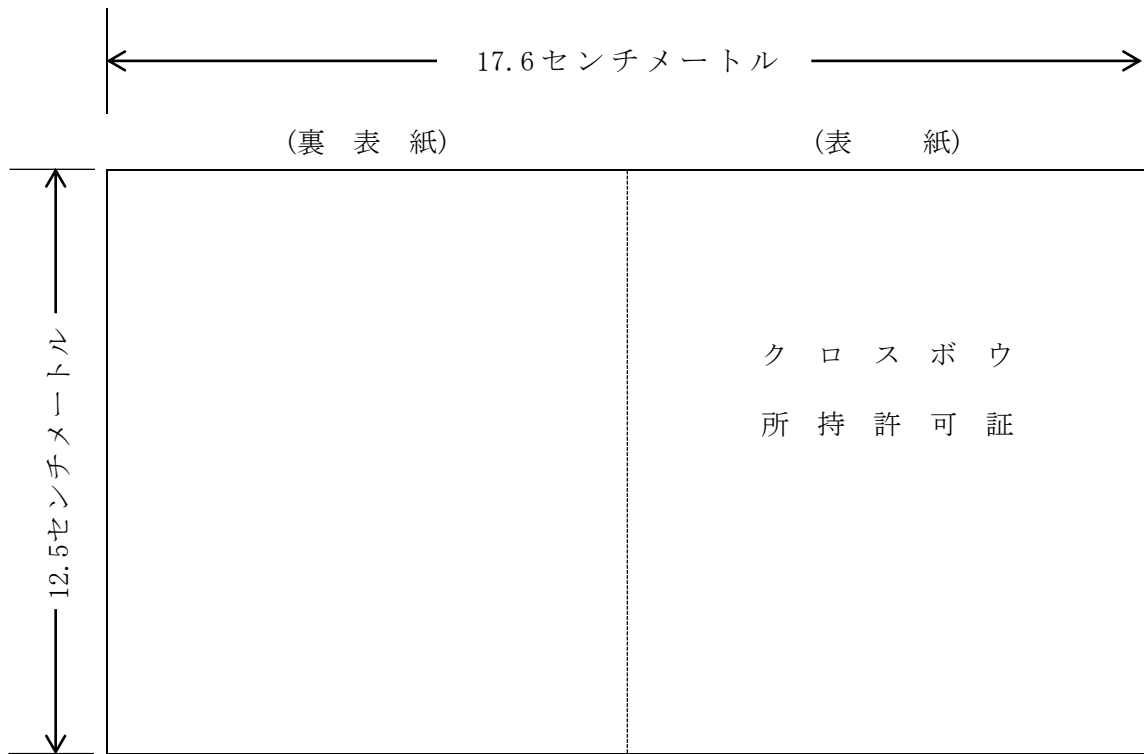 17.6センチメートル
(裏 表 紙)
(表 紙)
12.5センチメートル
ク ロ ス ボ ウ
所 持 許 可 証